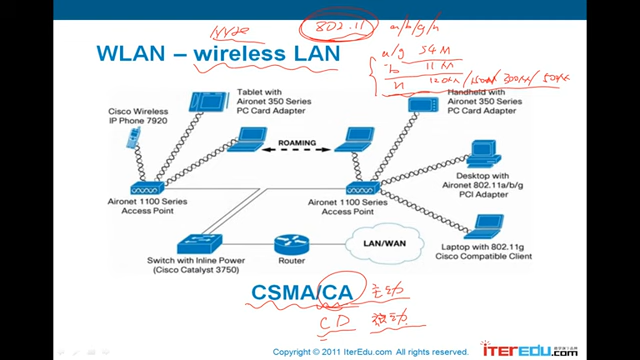 802.11 a/b/g/n
WLAN – wireless LAN
a/g 54M
b 11M
n 120M/150M/300M/
Tablet with
Aironet 350 Series
PC Card Adapter
Handheld with
Aironet 350 Series
PC Card Adapter
Cisco Wireless
IP Phone 7920
ROAMING
Desktop with
Aironet 802.11a/b/g
PCI Adapter
Aironet 1100 Series
Access Point
Aironet 1100 Series
Access Point
LAN/WAN
Switch with Inline Power
(Cisco Catalyst 3750)
Router
Laptop with 802.11g
Cisco Compatible Client
CSMA/CA 主动
CD 动
Copyright © 2011 IterEdu.com All rights reserved.
iTEREDU.com